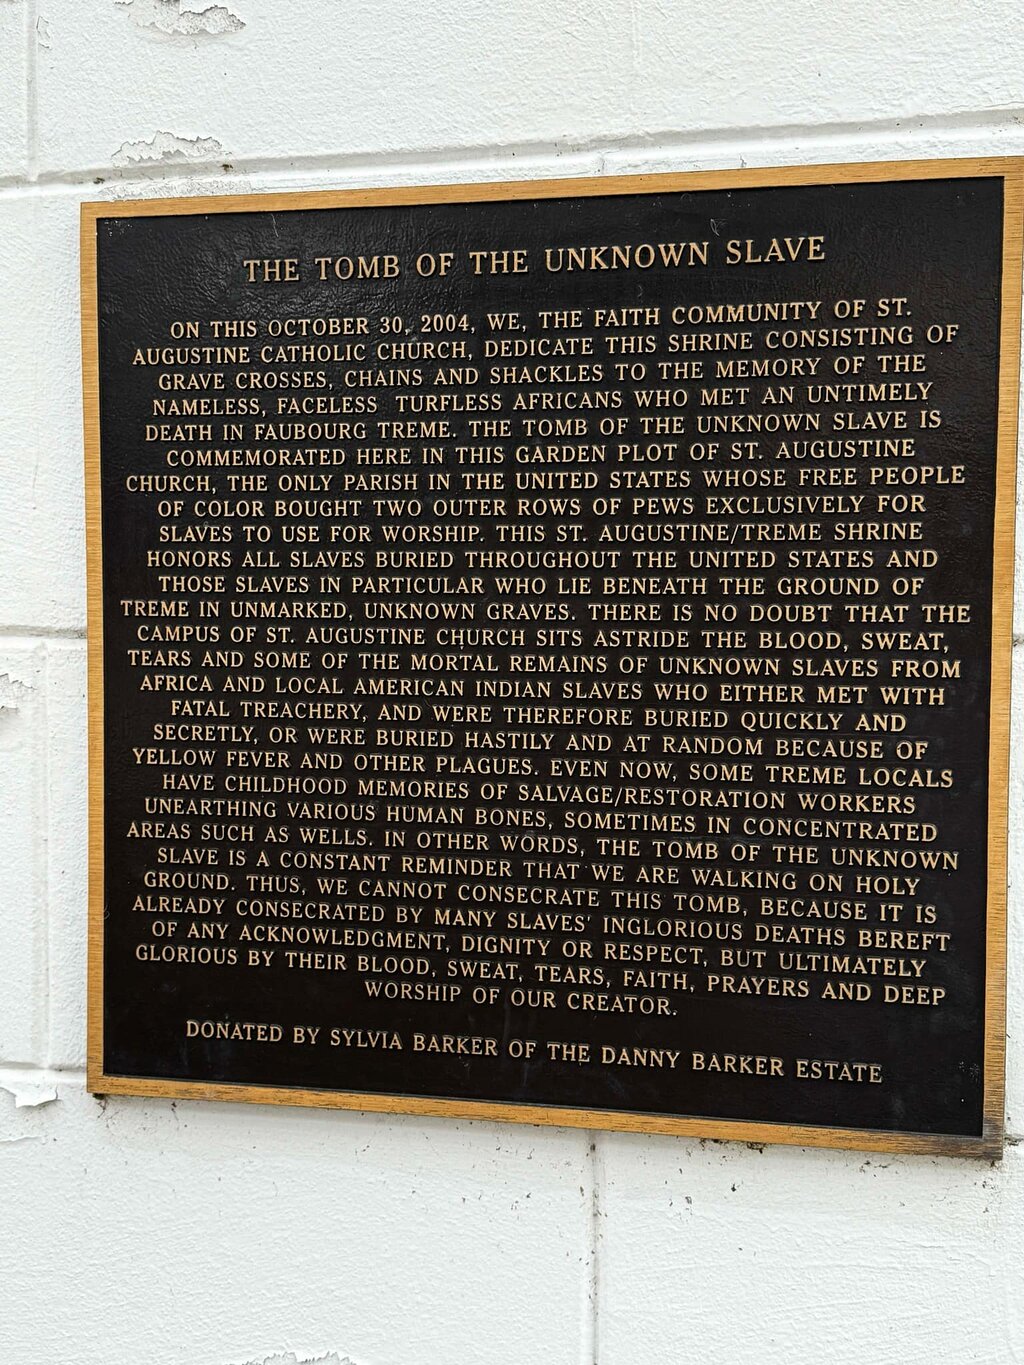 THE TOMB OF THE UNKNOWN SLAVE
ON THIS OCTOBER 30, 2004, WE, THE FAITH COMMUNITY OF ST.
AUGUSTINE CATHOLIC CHURCH, DEDICATE THIS SHRINE CONSISTING OF
GRAVE CROSSES, CHAINS AND SHACKLES TO THE MEMORY OF THE
NAMELESS, FACELESS TURFLESS AFRICANS WHO MET AN UNTIMELY
DEATH IN FAUBOURG TREME. THE TOMB OF THE UNKNOWN SLAVE IS
COMMEMORATED HERE IN THIS GARDEN PLOT OF ST. AUGUSTINE
CHURCH, THE ONLY PARISH IN THE UNITED STATES WHOSE FREE PEOPLE
OF COLOR BOUGHT TWO OUTER ROWS OF PEWS EXCLUSIVELY FOR
SLAVES TO USE FOR WORSHIP. THIS ST. AUGUSTINE/TREME SHRINE
HONORS ALL SLAVES BURIED THROUGHOUT THE UNITED STATES AND
THOSE SLAVES IN PARTICULAR WHO LIE BENEATH THE GROUND OF
TREME IN UNMARKED, UNKNOWN GRAVES. THERE IS NO DOUBT THAT THE
CAMPUS OF ST. AUGUSTINE CHURCH SITS ASTRIDE THE BLOOD, SWEAT,
TEARS AND SOME OF THE MORTAL REMAINS OF UNKNOWN SLAVES FROM
AFRICA AND LOCAL AMERICAN INDIAN SLAVES WHO EITHER MET WITH
FATAL TREACHERY, AND WERE THEREFORE BURIED QUICKLY AND
SECRETLY, OR WERE BURIED HASTILY AND AT RANDOM BECAUSE OF
YELLOW FEVER AND OTHER PLAGUES. EVEN NOW, SOME TREME LOCALS
HAVE CHILDHOOD MEMORIES OF SALVAGE/RESTORATION WORKERS
UNEARTHING VARIOUS HUMAN BONES, SOMETIMES IN CONCENTRATED
AREAS SUCH AS WELLS. IN OTHER WORDS, THE TOMB OF THE UNKNOWN
SLAVE IS A CONSTANT REMINDER THAT WE ARE WALKING ON HOLY
GROUND. THUS, WE CANNOT CONSECRATE THIS TOMB, BECAUSE IT IS
ALREADY CONSECRATED BY MANY SLAVES' INGLORIOUS DEATHS BEREFT
OF ANY ACKNOWLEDGMENT, DIGNITY OR RESPECT, BUT ULTIMATELY
GLORIOUS BY THEIR BLOOD, SWEAT, TEARS, FAITH, PRAYERS AND DEEP
WORSHIP OF OUR CREATOR.
DONATED BY SYLVIA BARKER OF THE DANNY BARKER ESTATE